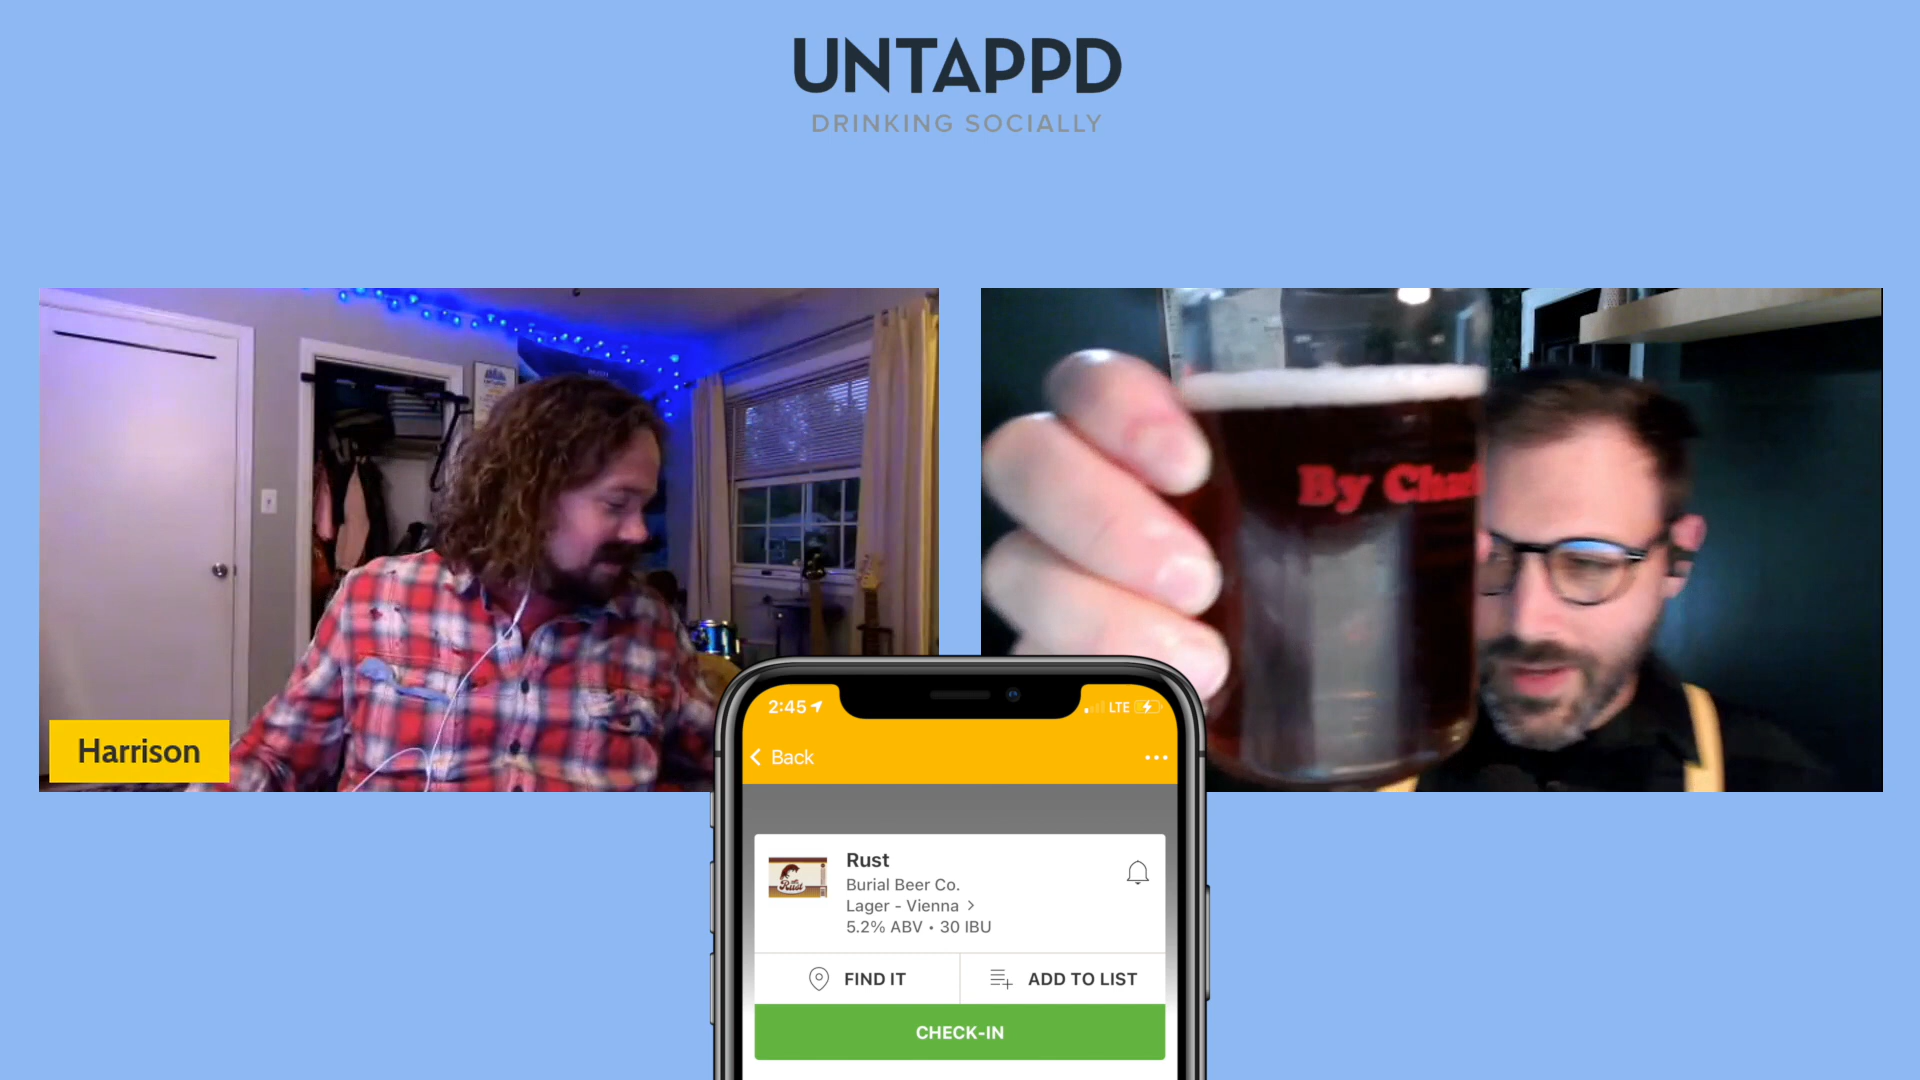 UNTAPPD
DRINKING SOCIALLY
By
Harrison
2:45
LTE
Back
Rust
Rust
Burial Beer Co.
Lager - Vienna
5.2% ABV • 30 IBU
FIND IT
ADD TO LIST
CHECK-IN